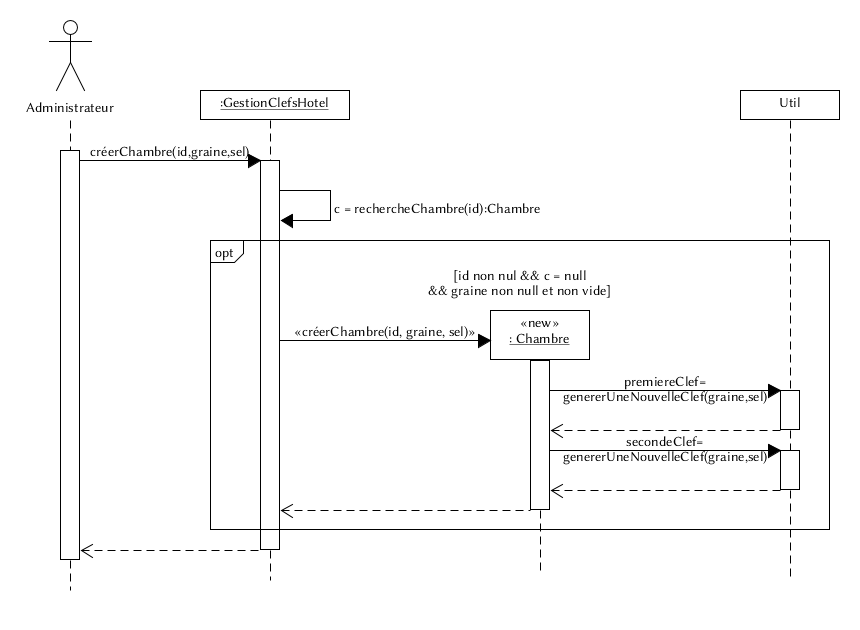 Administrateur
:GestionClefsHotel
Util
créerChambre(id,graine,sel)
c = rechercheChambre(id):Chambre
opt
[id non nul && c = null
&& graine non null et non vide]
«créerChambre(id, graine, sel)»
«new»
: Chambre
premiereClef=
genererUneNouvelleClef(graine,sel)
secondeClef=
genererUneNouvelleClef(graine,sel)